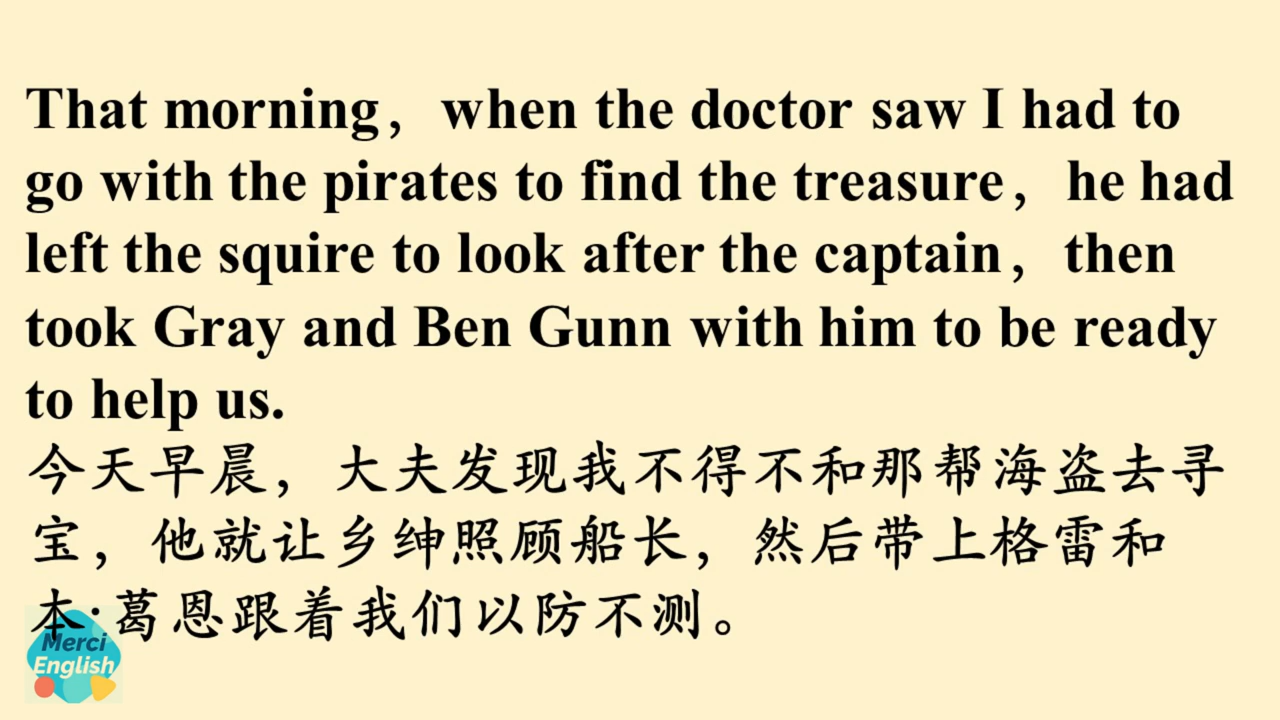 That morning，when the doctor saw I had to
go with the pirates to find the treasure，he had
left the squire to look after the captain，then
took Gray and Ben Gunn with him to be ready
to help us.
今天早晨，大夫发现我不得不和那帮海盗去寻
宝，他就让乡绅照顾船长，然后带上格雷和
本·葛恩跟着我们以防不测。
Merci
English